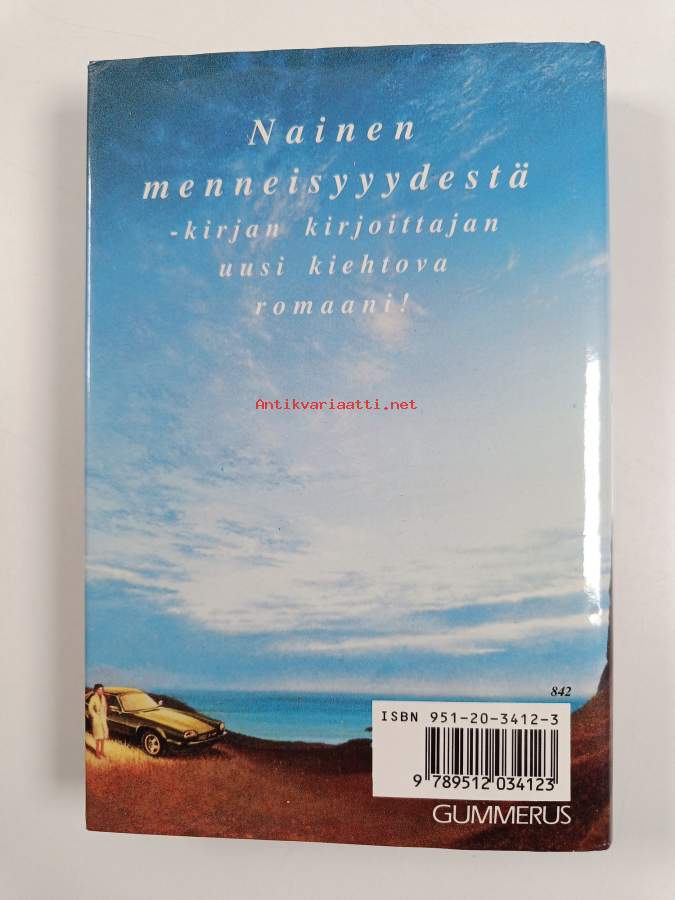 Nainen
menneisyyydestä
-kirjan kirjoittajan
uusi kiehtova
romaani!
Antikvariaatti.net
842
ISBN 951-20-3412-3
9 789512 034123
GUMMERUS